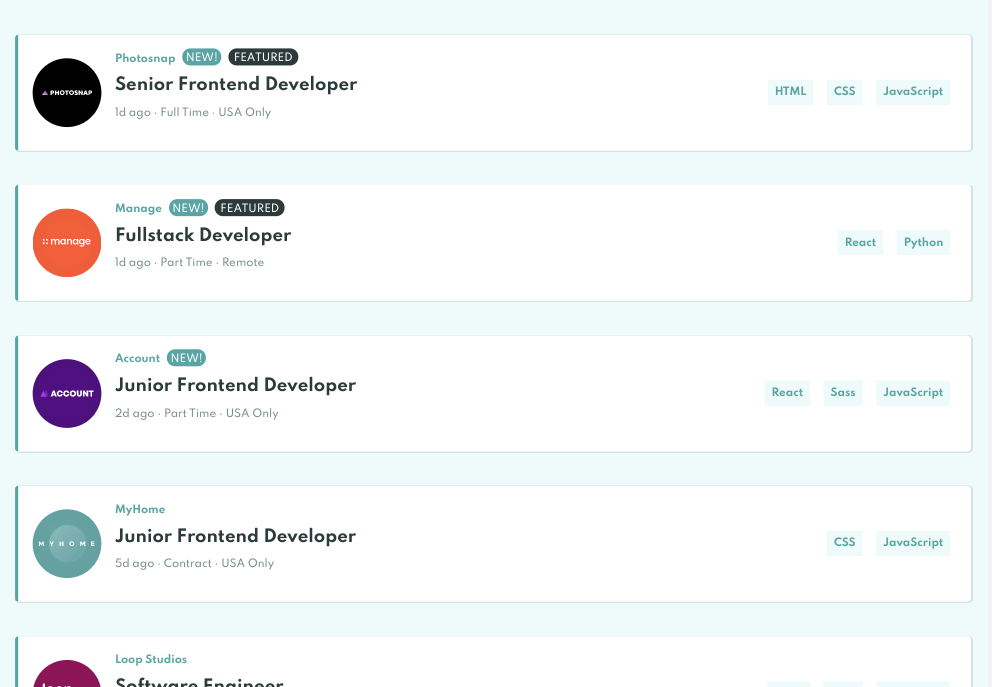 Photosnap NEW! FEATURED
PHOTOSNAP
Senior Frontend Developer
1d ago · Full Time · USA Only
HTML CSS JavaScript
Manage NEW! FEATURED
manage
Fullstack Developer
1d ago · Part Time · Remote
React Python
Account NEW!
ACCOUNT
Junior Frontend Developer
2d ago · Part Time · USA Only
React Sass JavaScript
MyHome
MYHOME
Junior Frontend Developer
5d ago · Contract · USA Only
CSS JavaScript
Loop Studios
loop
Software Engineer